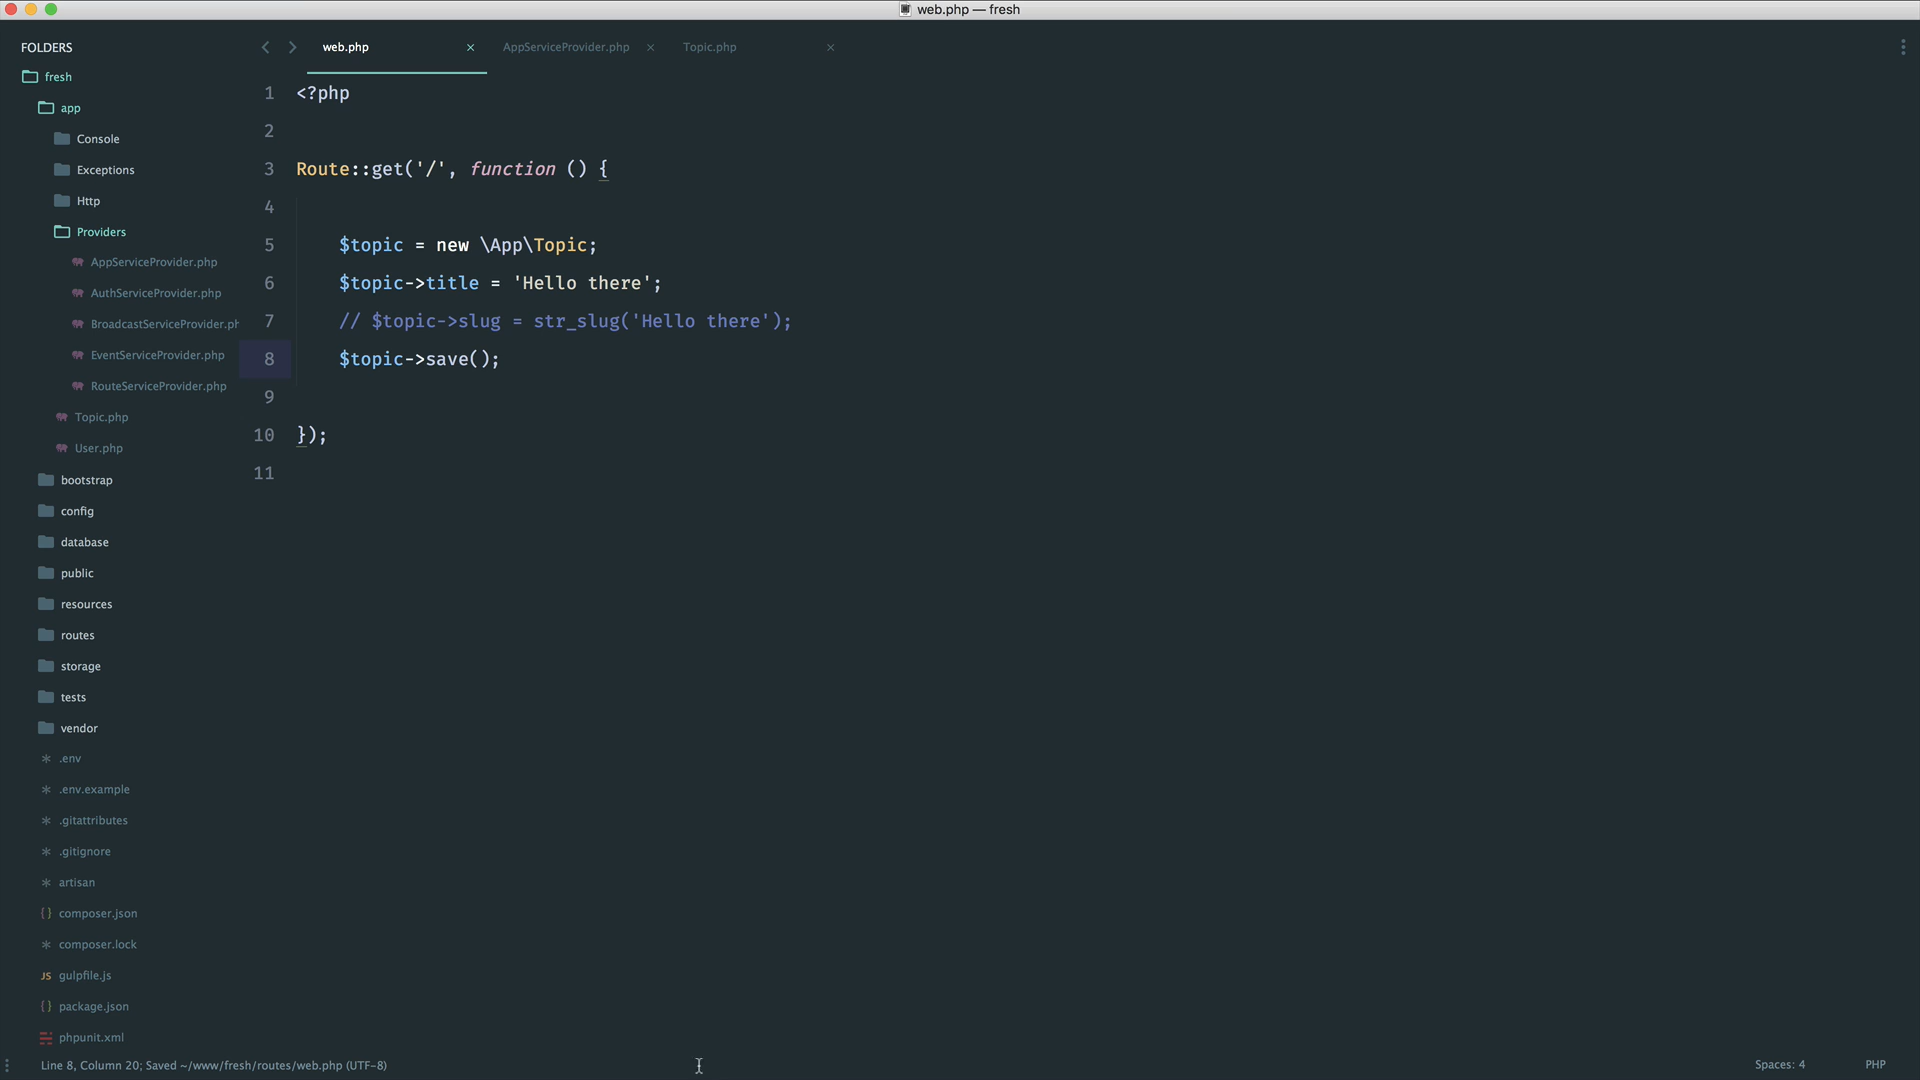 web.php — fresh
FOLDERS
fresh
app
Console
Exceptions
Http
Providers
AppServiceProvider.php
AuthServiceProvider.php
BroadcastServiceProvider.ph
EventServiceProvider.php
RouteServiceProvider.php
Topic.php
User.php
bootstrap
config
database
public
resources
routes
storage
tests
vendor
.env
.env.example
.gitattributes
.gitignore
artisan
{ } composer.json
composer.lock
JS gulpfile.js
{ } package.json
phpunit.xml
web.php × AppServiceProvider.php × Topic.php ×
1 <?php
2
3 Route::get('/', function () {
4
5 $topic = new \App\Topic;
6 $topic->title = 'Hello there';
7 // $topic->slug = str_slug('Hello there');
8 $topic->save();
9
10 });
11
Line 8, Column 20; Saved ~/www/fresh/routes/web.php (UTF-8)
Spaces: 4 PHP